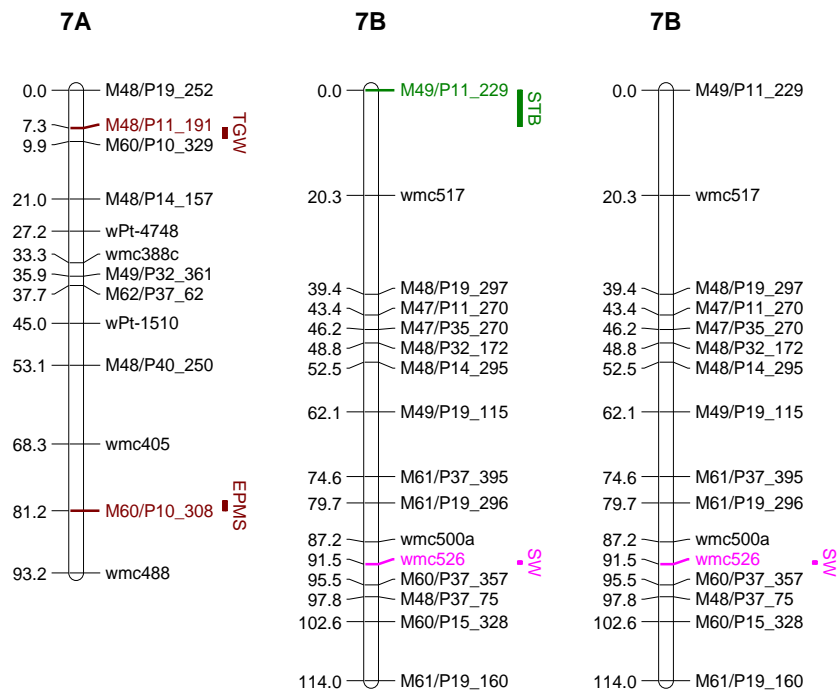 7A
0.0 M48/P19_252
7.3 M48/P11_191
9.9 M60/P10_329
21.0 M48/P14_157
27.2 wPt-4748
33.3 wmc388c
35.9 M49/P32_361
37.7 M62/P37_62
45.0 wPt-1510
53.1 M48/P40_250
68.3 wmc405
81.2 M60/P10_308
93.2 wmc488
TGW
EPMS
7B
0.0 M49/P11_229
20.3 wmc517
39.4 M48/P19_297
43.4 M47/P11_270
46.2 M47/P35_270
48.8 M48/P32_172
52.5 M48/P14_295
62.1 M49/P19_115
74.6 M61/P37_395
79.7 M61/P19_296
87.2 wmc500a
91.5 wmc526
95.5 M60/P37_357
97.8 M48/P37_75
102.6 M60/P15_328
114.0 M61/P19_160
STB
SW
7B
0.0 M49/P11_229
20.3 wmc517
39.4 M48/P19_297
43.4 M47/P11_270
46.2 M47/P35_270
48.8 M48/P32_172
52.5 M48/P14_295
62.1 M49/P19_115
74.6 M61/P37_395
79.7 M61/P19_296
87.2 wmc500a
91.5 wmc526
95.5 M60/P37_357
97.8 M48/P37_75
102.6 M60/P15_328
114.0 M61/P19_160
SW